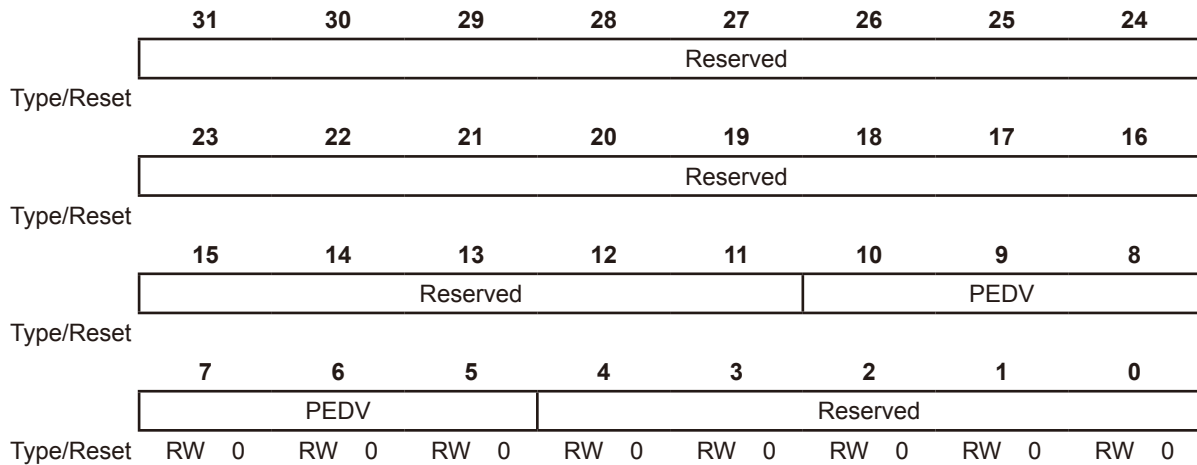 31 30 29 28 27 26 25 24
Reserved
Type/Reset
23 22 21 20 19 18 17 16
Reserved
Type/Reset
15 14 13 12 11 10 9 8
Reserved PEDV
Type/Reset
7 6 5 4 3 2 1 0
PEDV Reserved
Type/Reset RW 0 RW 0 RW 0 RW 0 RW 0 RW 0 RW 0 RW 0